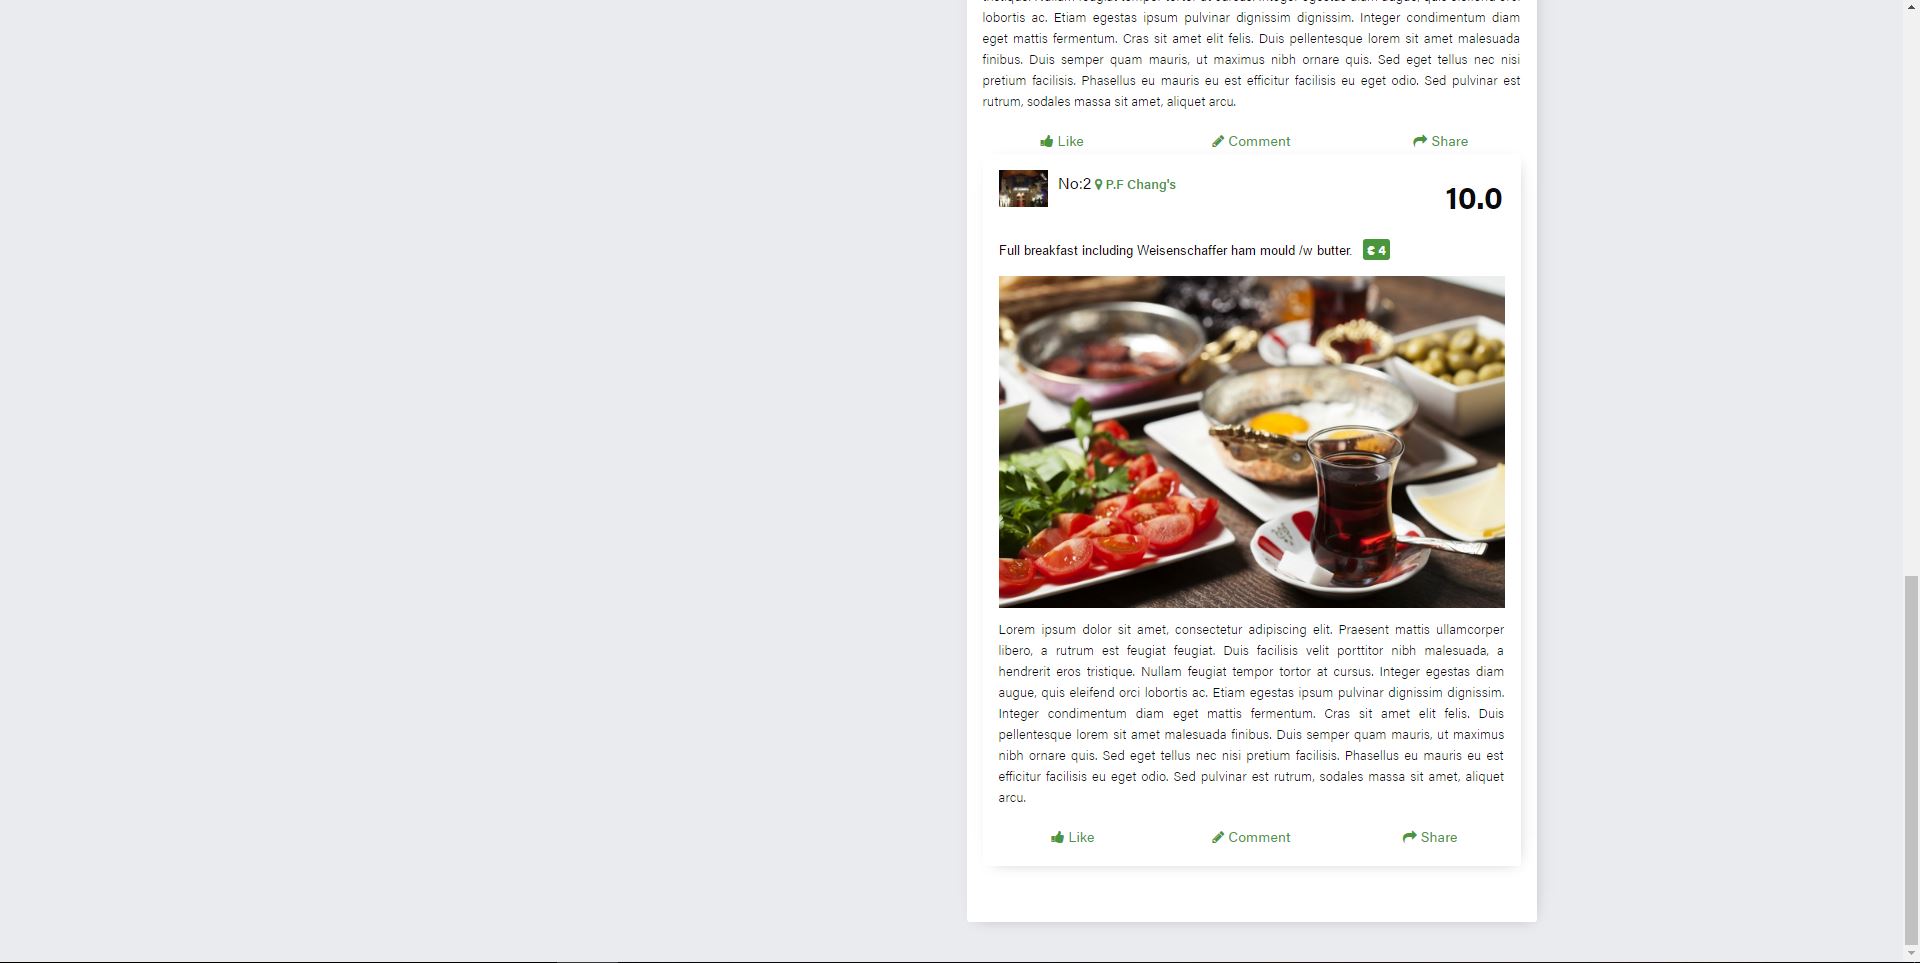 lobortis ac. Etiam egestas ipsum pulvinar dignissim dignissim. Integer condimentum diam
eget mattis fermentum. Cras sit amet elit felis. Duis pellentesque lorem sit amet malesuada
finibus. Duis semper quam mauris, ut maximus nibh ornare quis. Sed eget tellus nec nisi
pretium facilisis. Phasellus eu mauris eu est efficitur facilisis eu eget odio. Sed pulvinar est
rutrum, sodales massa sit amet, aliquet arcu.
Like Comment Share
No:2 P.F Chang's
10.0
Full breakfast including Weisenschaffer ham mould /w butter. € 4
Lorem ipsum dolor sit amet, consectetur adipiscing elit. Praesent mattis ullamcorper
libero, a rutrum est feugiat feugiat. Duis facilisis velit porttitor nibh malesuada, a
hendrerit eros tristique. Nullam feugiat tempor tortor at cursus. Integer egestas diam
augue, quis eleifend orci lobortis ac. Etiam egestas ipsum pulvinar dignissim dignissim.
Integer condimentum diam eget mattis fermentum. Cras sit amet elit felis. Duis
pellentesque lorem sit amet malesuada finibus. Duis semper quam mauris, ut maximus
nibh ornare quis. Sed eget tellus nec nisi pretium facilisis. Phasellus eu mauris eu est
efficitur facilisis eu eget odio. Sed pulvinar est rutrum, sodales massa sit amet, aliquet
arcu.
Like Comment Share